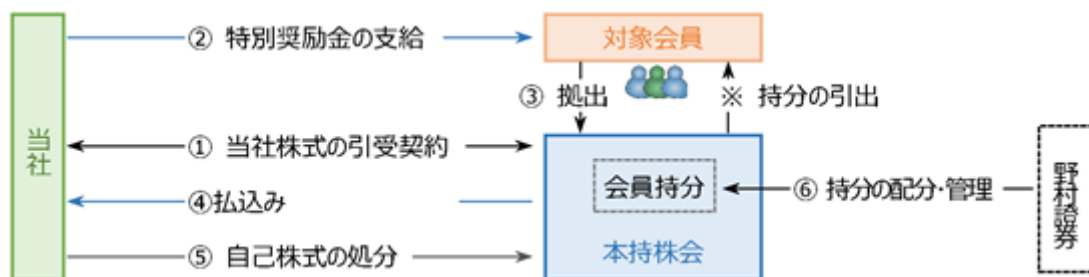 ② 特別奨励金の支給
対象会員
③ 拠出
※ 持分の引出
当社
① 当社株式の引受契約
会員持分
⑥ 持分の配分・管理
野村證券
④払込み
本持株会
⑤ 自己株式の処分